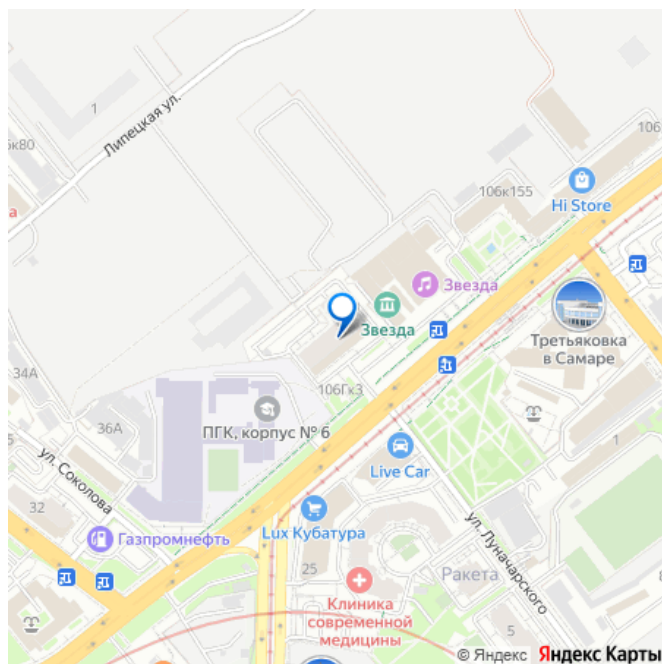 1
Липецкая ул.
6к80
а
106к155
106
Hi Store
Звезда
Звезда
Третьяковка
в Самаре
34А
36А
106Гк3
ПГК, корпус № 6
1
ул. Соколова
Live Car
32
Газпромнефть
Lux Кубатура
ул. Луначарского
25
Ракета
8
Клиника
современной
медицины
5
© Яндекс Яндекс Карты